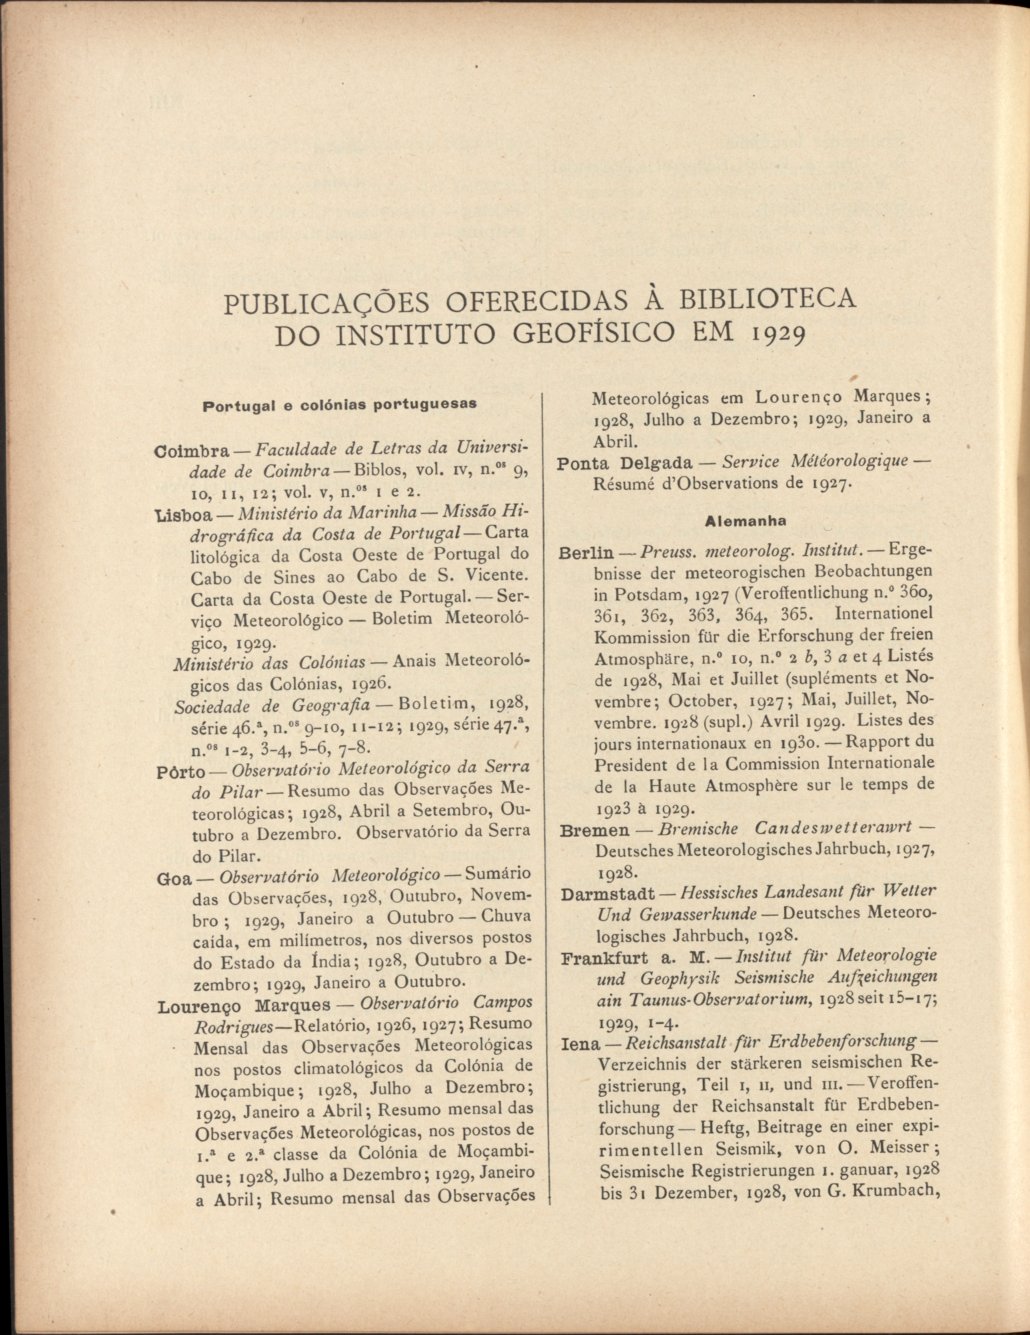 PUBLICAÇÕES OFERECIDAS À BIBLIOTECA
DO INSTITUTO GEOFÍSICO EM 1929
Portugal e colónias portuguesas
Coimbra — Faculdade de Letras da Universi-
dade de Coimbra — Biblos, vol. IV, n.os 9,
10, 11, 12; vol. v, n.os 1 e 2.
Lisboa — Ministério da Marinha — Missão Hi-
drográfica da Costa de Portugal — Carta
litológica da Costa Oeste de Portugal do
Cabo de Sines ao Cabo de S. Vicente.
Carta da Costa Oeste de Portugal. — Ser-
viço Meteorológico — Boletim Meteoroló-
gico, 1929.
Ministério das Colónias — Anais Meteoroló-
gicos das Colónias, 1926.
Sociedade de Geografia — Boletim, 1928,
série 46.ª, n.os 9-10, 11-12; 1929, série 47.ª,
n.os 1-2, 3-4, 5-6, 7-8.
Pôrto — Observatório Meteorológico da Serra
do Pilar — Resumo das Observações Me-
teorológicas; 1928, Abril a Setembro, Ou-
tubro a Dezembro. Observatório da Serra
do Pilar.
Goa — Observatório Meteorológico — Sumário
das Observações, 1928, Outubro, Novem-
bro; 1929, Janeiro a Outubro — Chuva
caída, em milímetros, nos diversos postos
do Estado da Índia; 1928, Outubro a De-
zembro; 1929, Janeiro a Outubro.
Lourenço Marques — Observatório Campos
Rodrigues — Relatório, 1926, 1927; Resumo
Mensal das Observações Meteorológicas
nos postos climatológicos da Colónia de
Moçambique; 1928, Julho a Dezembro;
1929, Janeiro a Abril; Resumo mensal das
Observações Meteorológicas, nos postos de
1.ª e 2.ª classe da Colónia de Moçambi-
que; 1928, Julho a Dezembro; 1929, Janeiro
a Abril; Resumo mensal das Observações
Meteorológicas em Lourenço Marques;
1928, Julho a Dezembro; 1929, Janeiro a
Abril.
Ponta Delgada — Service Météorologique —
Résumé d'Observations de 1927.
Alemanha
Berlin — Preuss. meteorolog. Institut. — Erge-
bnisse der meteorogischen Beobachtungen
in Potsdam, 1927 (Veroffentlichung n.º 360,
361, 362, 363, 364, 365. Internationel
Kommission für die Erforschung der freien
Atmosphäre, n.º 10, n.º 2 b, 3 a et 4 Listés
de 1928, Mai et Juillet (supléments et No-
vembre; October, 1927; Mai, Juillet, No-
vembre. 1928 (supl.) Avril 1929. Listes des
jours internationaux en 1930. — Rapport du
President de la Commission Internationale
de la Haute Atmosphère sur le temps de
1923 à 1929.
Bremen — Bremische Candeswetterawrt —
Deutsches Meteorologisches Jahrbuch, 1927,
1928.
Darmstadt — Hessisches Landesant für Wetter
Und Gewasserkunde — Deutsches Meteoro-
logisches Jahrbuch, 1928.
Frankfurt a. M. — Institut für Meteorologie
und Geophysik Seismische Aufzeichungen
ain Taunus-Observatorium, 1928 seit 15-17;
1929, 1-4.
Iena — Reichsanstalt für Erdbebenforschung —
Verzeichnis der stärkeren seismischen Re-
gistrierung, Teil I, II, und III. — Veroffen-
tlichung der Reichsanstalt für Erdbeben-
forschung — Heftg, Beitrage en einer expi-
rimentellen Seismik, von O. Meisser;
Seismische Registrierungen 1. ganuar, 1928
bis 31 Dezember, 1928, von G. Krumbach,